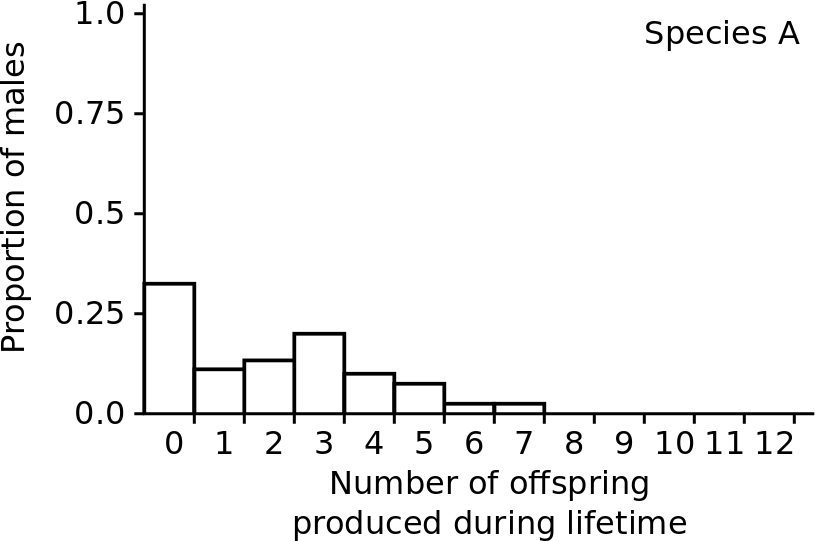 Species A
Proportion of males
1.0
0.75
0.5
0.25
0.0
0 1 2 3 4 5 6 7 8 9 10 11 12
Number of offspring
produced during lifetime